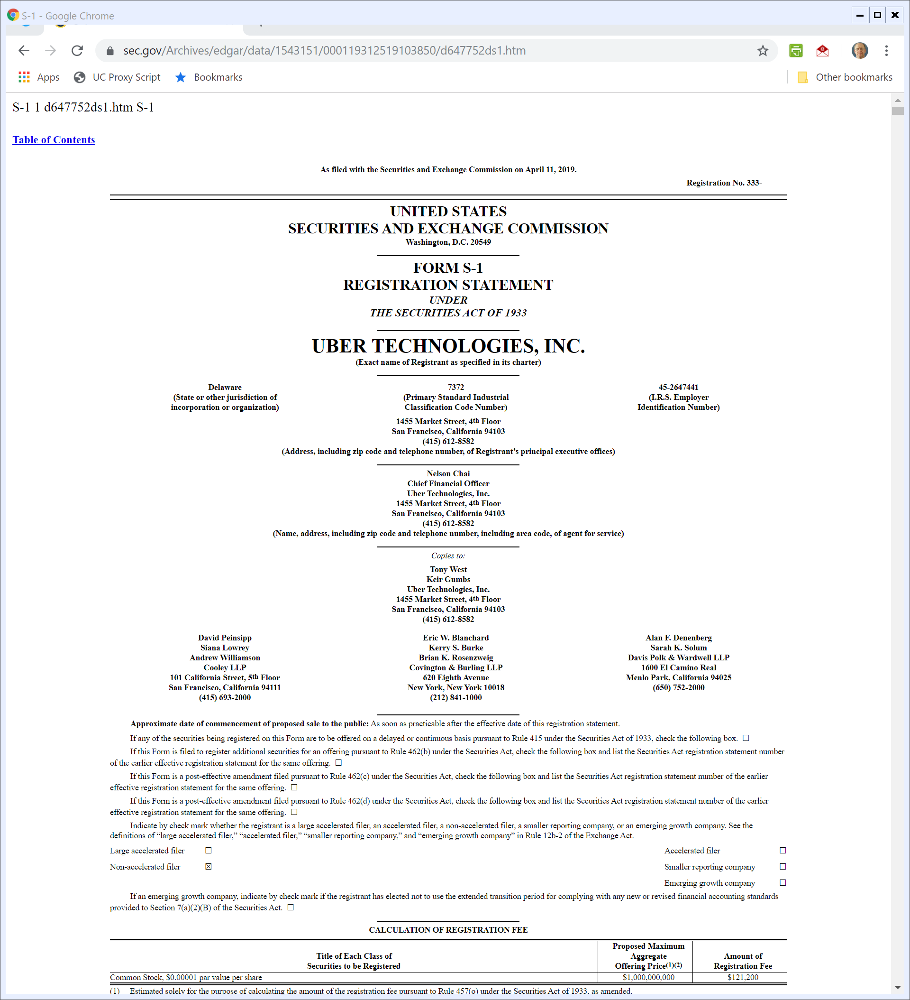 S-1 - Google Chrome
sec.gov/Archives/edgar/data/1543151/000119312519103850/d647752ds1.htm
Apps UC Proxy Script Bookmarks Other bookmarks
S-1 1 d647752ds1.htm S-1
Table of Contents
As filed with the Securities and Exchange Commission on April 11, 2019.
Registration No. 333-
UNITED STATES
SECURITIES AND EXCHANGE COMMISSION
Washington, D.C. 20549
FORM S-1
REGISTRATION STATEMENT
UNDER
THE SECURITIES ACT OF 1933
UBER TECHNOLOGIES, INC.
(Exact name of Registrant as specified in its charter)
Delaware 7372 45-2647441
(State or other jurisdiction of (Primary Standard Industrial (I.R.S. Employer
incorporation or organization) Classification Code Number) Identification Number)
1455 Market Street, 4th Floor
San Francisco, California 94103
(415) 612-8582
(Address, including zip code and telephone number, of Registrant’s principal executive offices)
Nelson Chai
Chief Financial Officer
Uber Technologies, Inc.
1455 Market Street, 4th Floor
San Francisco, California 94103
(415) 612-8582
(Name, address, including zip code and telephone number, including area code, of agent for service)
Copies to:
Tony West
Keir Gumbs
Uber Technologies, Inc.
1455 Market Street, 4th Floor
San Francisco, California 94103
(415) 612-8582
David Peinsipp Eric W. Blanchard Alan F. Denenberg
Siana Lowrey Kerry S. Burke Sarah K. Solum
Andrew Williamson Brian K. Rosenzweig Davis Polk & Wardwell LLP
Cooley LLP Covington & Burling LLP 1600 El Camino Real
101 California Street, 5th Floor 620 Eighth Avenue Menlo Park, California 94025
San Francisco, California 94111 New York, New York 10018 (650) 752-2000
(415) 693-2000 (212) 841-1000
Approximate date of commencement of proposed sale to the public: As soon as practicable after the effective date of this registration statement.
If any of the securities being registered on this Form are to be offered on a delayed or continuous basis pursuant to Rule 415 under the Securities Act of 1933, check the following box. ☐
If this Form is filed to register additional securities for an offering pursuant to Rule 462(b) under the Securities Act, check the following box and list the Securities Act registration statement number
of the earlier effective registration statement for the same offering. ☐
If this Form is a post-effective amendment filed pursuant to Rule 462(c) under the Securities Act, check the following box and list the Securities Act registration statement number of the earlier
effective registration statement for the same offering. ☐
If this Form is a post-effective amendment filed pursuant to Rule 462(d) under the Securities Act, check the following box and list the Securities Act registration statement number of the earlier
effective registration statement for the same offering. ☐
Indicate by check mark whether the registrant is a large accelerated filer, an accelerated filer, a non-accelerated filer, a smaller reporting company, or an emerging growth company. See the
definitions of “large accelerated filer,” “accelerated filer,” “smaller reporting company,” and “emerging growth company” in Rule 12b-2 of the Exchange Act.
Large accelerated filer ☐ Accelerated filer ☐
Non-accelerated filer ☒ Smaller reporting company ☐
Emerging growth company ☐
If an emerging growth company, indicate by check mark if the registrant has elected not to use the extended transition period for complying with any new or revised financial accounting standards
provided to Section 7(a)(2)(B) of the Securities Act. ☐
CALCULATION OF REGISTRATION FEE
Proposed Maximum
Title of Each Class of Aggregate Amount of
Securities to be Registered Offering Price(1)(2) Registration Fee
Common Stock, $0.00001 par value per share $1,000,000,000 $121,200
(1) Estimated solely for the purpose of calculating the amount of the registration fee pursuant to Rule 457(o) under the Securities Act of 1933, as amended.